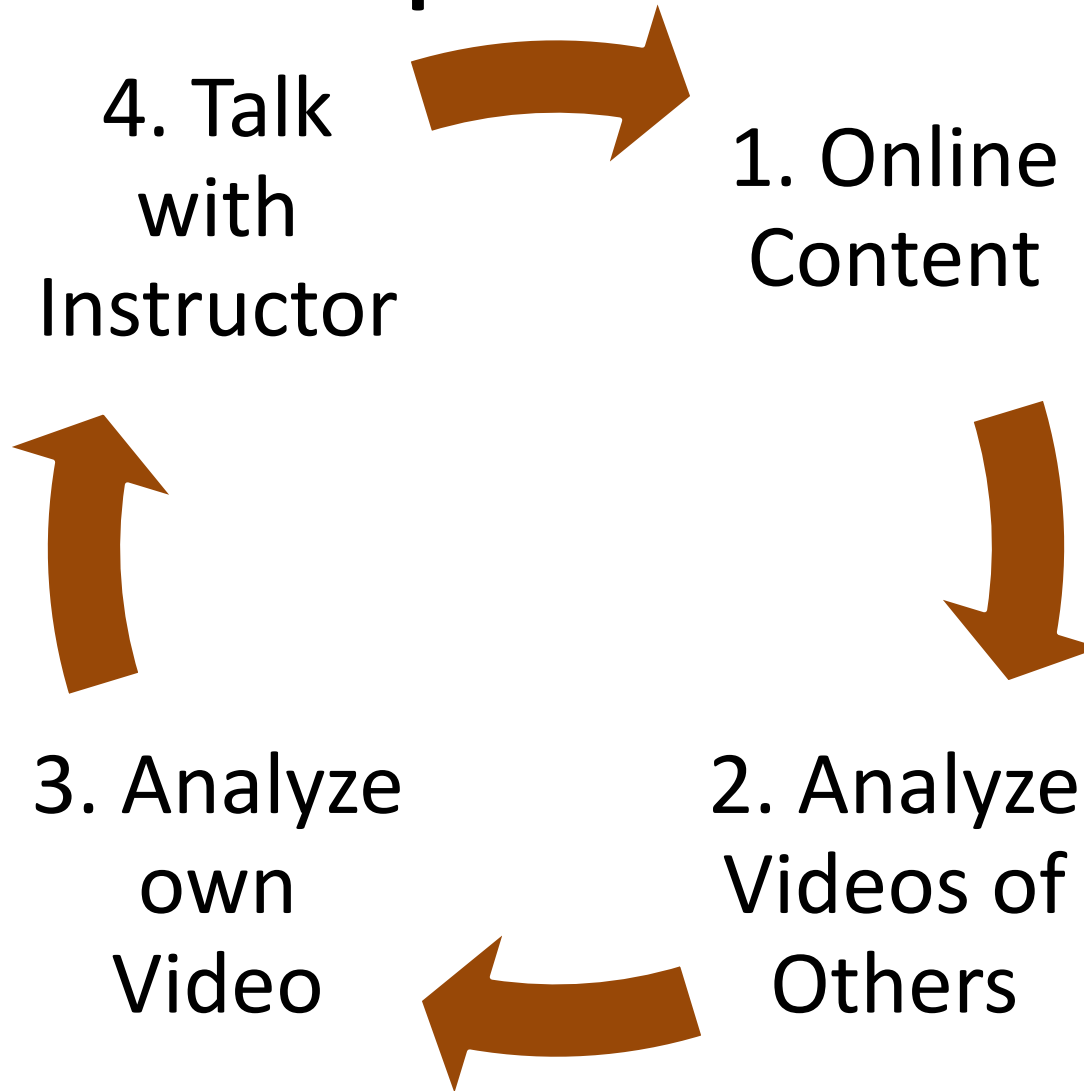 4. Talk
with
Instructor
1. Online
Content
2. Analyze
Videos of
Others
3. Analyze
own
Video